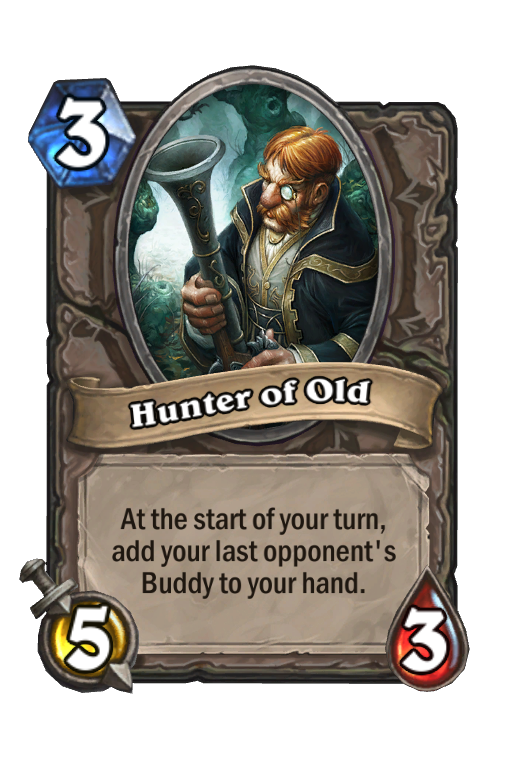 3
Hunter of Old
At the start of your turn,
add your last opponent's
Buddy to your hand.
5
3